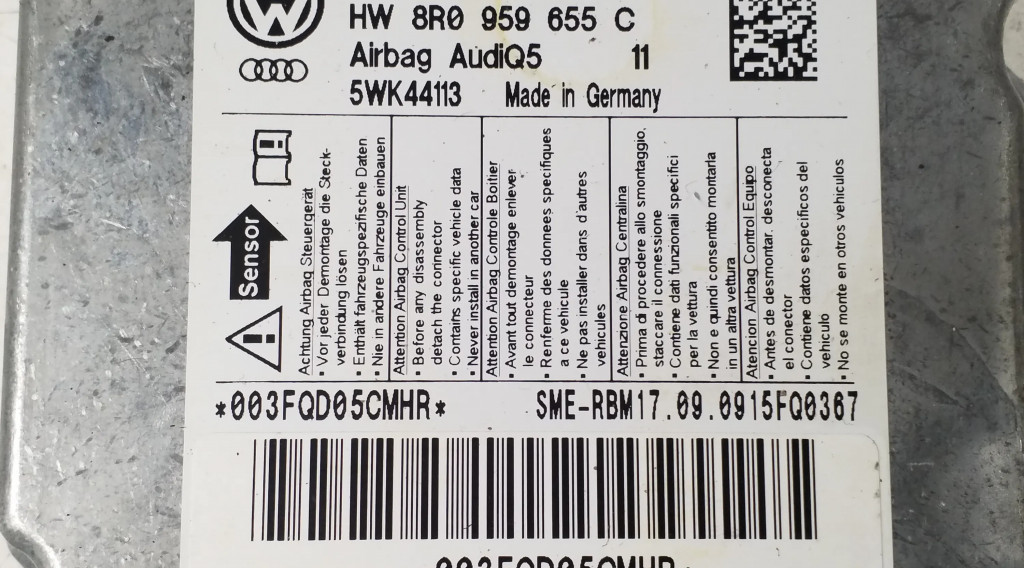 HW 8R0 959 655 C
Airbag AudiQ5 11
5WK44113 Made in Germany
Sensor
Achtung Airbag Steuergerät
• Vor jeder Demontage die Steck-
verbindung lösen
• Enthält fahrzeugspezifische Daten
• Nie in andere Fahrzeuge einbauen
Attention Airbag Control Unit
• Before any disassembly
detach the connector
• Contains specific vehicle data
• Never install in another car
Attention Airbag Controle Boitier
• Avant tout demontage enlever
le connecteur
• Renferme des donnees specifiques
a ce vehicule
• Ne pas installer dans d'autres
vehicules
Attenzione Airbag Centralina
• Prima di procedere allo smontaggio,
staccare il connessione
• Contiene dati funzionali specifici
per la vettura
• Non e quindi consentito montarla
in un altra vettura
Atencion Airbag Control Equipo
• Antes de desmontar, desconecta
el conector
• Contiene datos especificos del
vehiculo
• No se monte en otros vehiculos
*003FQD05CMHR* SME-RBM17.09.0915FQ0367
003FQD05CMHR*